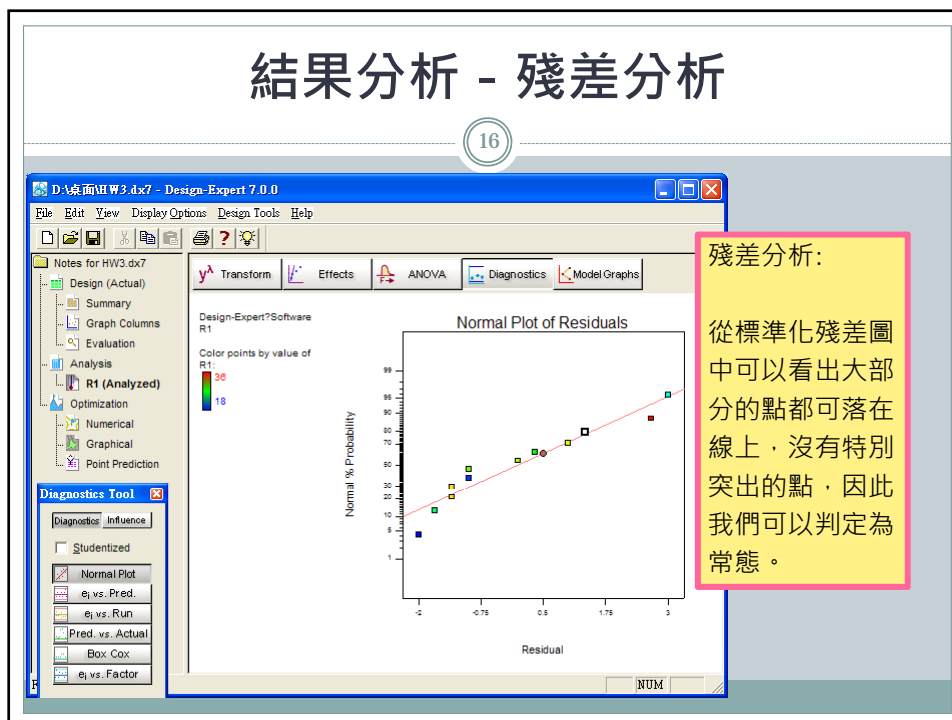 結果分析 - 殘差分析
16
D:\桌面\HW3.dx7 - Design-Expert 7.0.0
File Edit View Display Options Design Tools Help
Notes for HW3.dx7
Design (Actual)
Summary
Graph Columns
Evaluation
Analysis
R1 (Analyzed)
Optimization
Numerical
Graphical
Point Prediction
Diagnostics Tool
Diagnostics Influence
Studentized
Normal Plot
ei vs. Pred.
ei vs. Run
Pred. vs. Actual
Box Cox
ei vs. Factor
yλ Transform Effects ANOVA Diagnostics Model Graphs
Design-Expert?Software
R1
Color points by value of
R1:
36
18
Normal Plot of Residuals
Normal % Probability
99
95
90
80
70
50
30
20
10
5
1
-2 -0.75 0.5 1.75 3
Residual
NUM
殘差分析:
從標準化殘差圖
中可以看出大部
分的點都可落在
線上，沒有特別
突出的點，因此
我們可以判定為
常態。